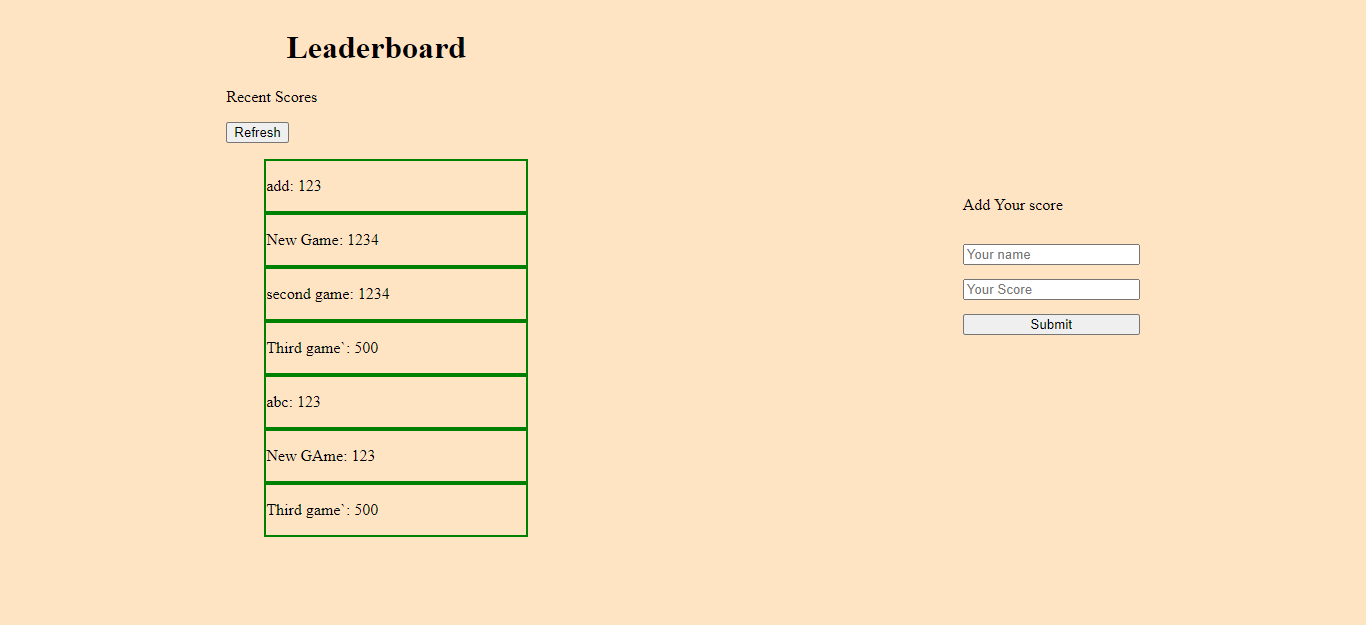 Leaderboard
Recent Scores
Refresh
add: 123
New Game: 1234
second game: 1234
Third game`: 500
abc: 123
New GAme: 123
Third game`: 500
Add Your score
Your name
Your Score
Submit